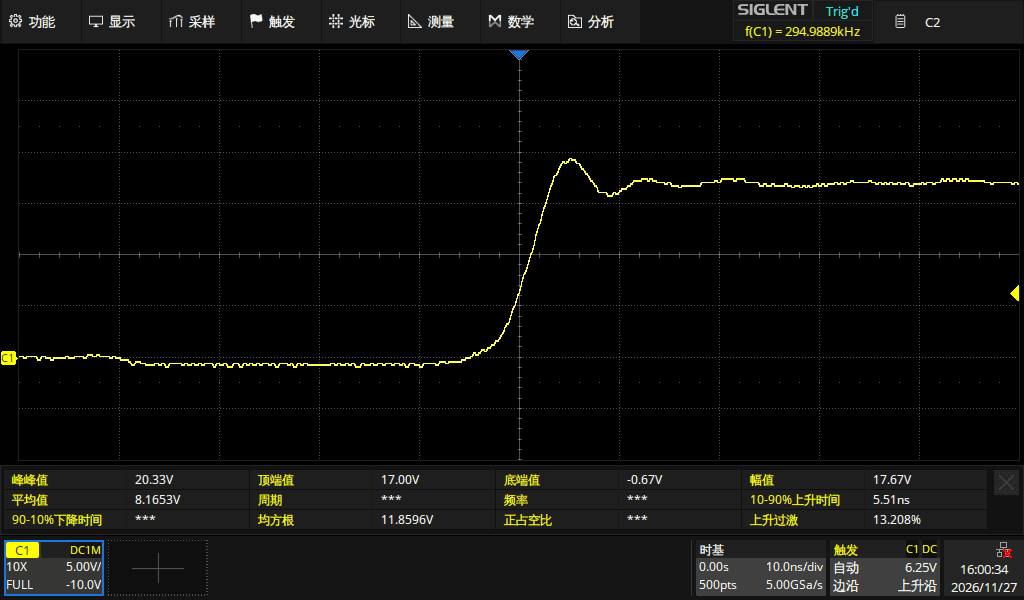 功能 显示 采样 触发 光标 测量 数学 分析 SIGLENT Trig'd C2
f(C1) = 294.9889kHz
C1
峰峰值 20.33V 顶端值 17.00V 底端值 -0.67V 幅值 17.67V
平均值 8.1653V 周期 *** 频率 *** 10-90%上升时间 5.51ns
90-10%下降时间 *** 均方根 11.8596V 正占空比 *** 上升过激 13.208%
C1 DC1M 时基 触发 C1 DC
10X 5.00V/ 0.00s 10.0ns/div 自动 6.25V 16:00:34
FULL -10.0V 500pts 5.00GSa/s 边沿 上升沿 2026/11/27